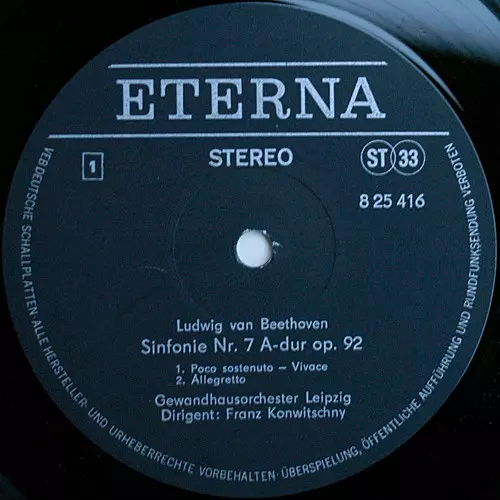 ETERNA
1
STEREO
ST 33
8 25 416
Ludwig van Beethoven
Sinfonie Nr. 7 A-dur op. 92
1. Poco sostenuto – Vivace
2. Allegretto
Gewandhausorchester Leipzig
Dirigent: Franz Konwitschny
VEB DEUTSCHE SCHALLPLATTEN · ALLE HERSTELLER- UND URHEBERRECHTE VORBEHALTEN · ÜBERSPIELUNG, ÖFFENTLICHE AUFFÜHRUNG UND RUNDFUNKSENDUNG VERBOTEN